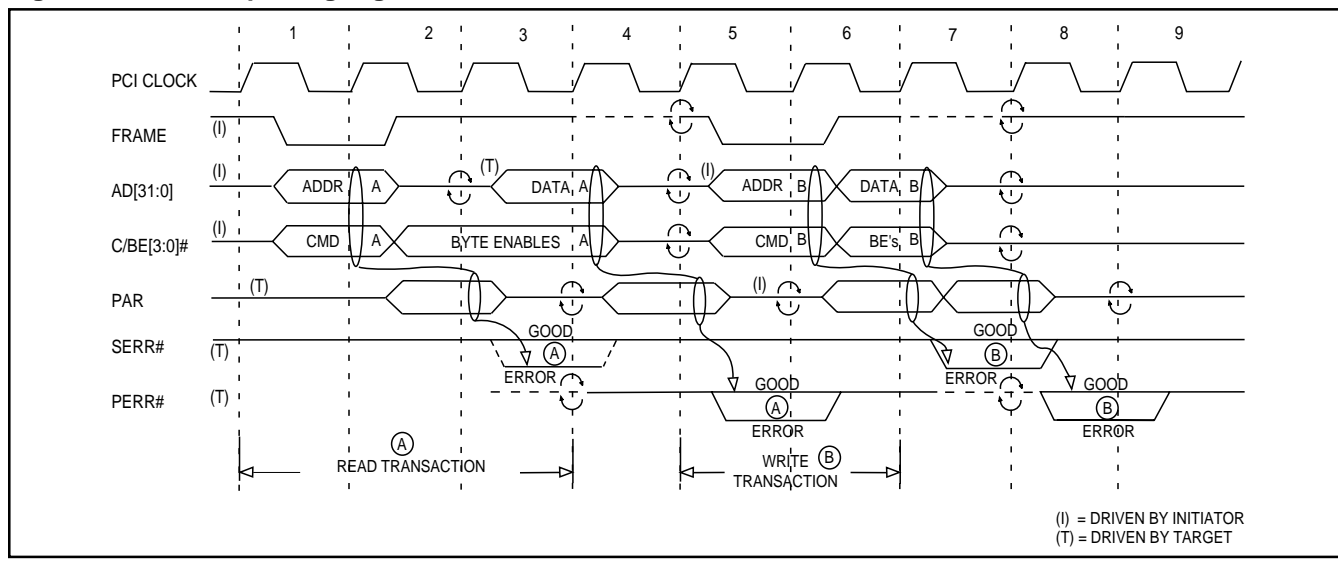 1 2 3 4 5 6 7 8 9
PCI CLOCK
FRAME (I)
AD[31:0] (I) ADDR A (T) DATA A (I) ADDR B DATA B
C/BE[3:0]# (I) CMD A BYTE ENABLES A CMD B BE's B
PAR (T) (I)
SERR# (T) GOOD A ERROR GOOD B ERROR
PERR# (T) GOOD A ERROR GOOD B ERROR
A
READ TRANSACTION
WRITE B
TRANSACTION
(I) = DRIVEN BY INITIATOR
(T) = DRIVEN BY TARGET